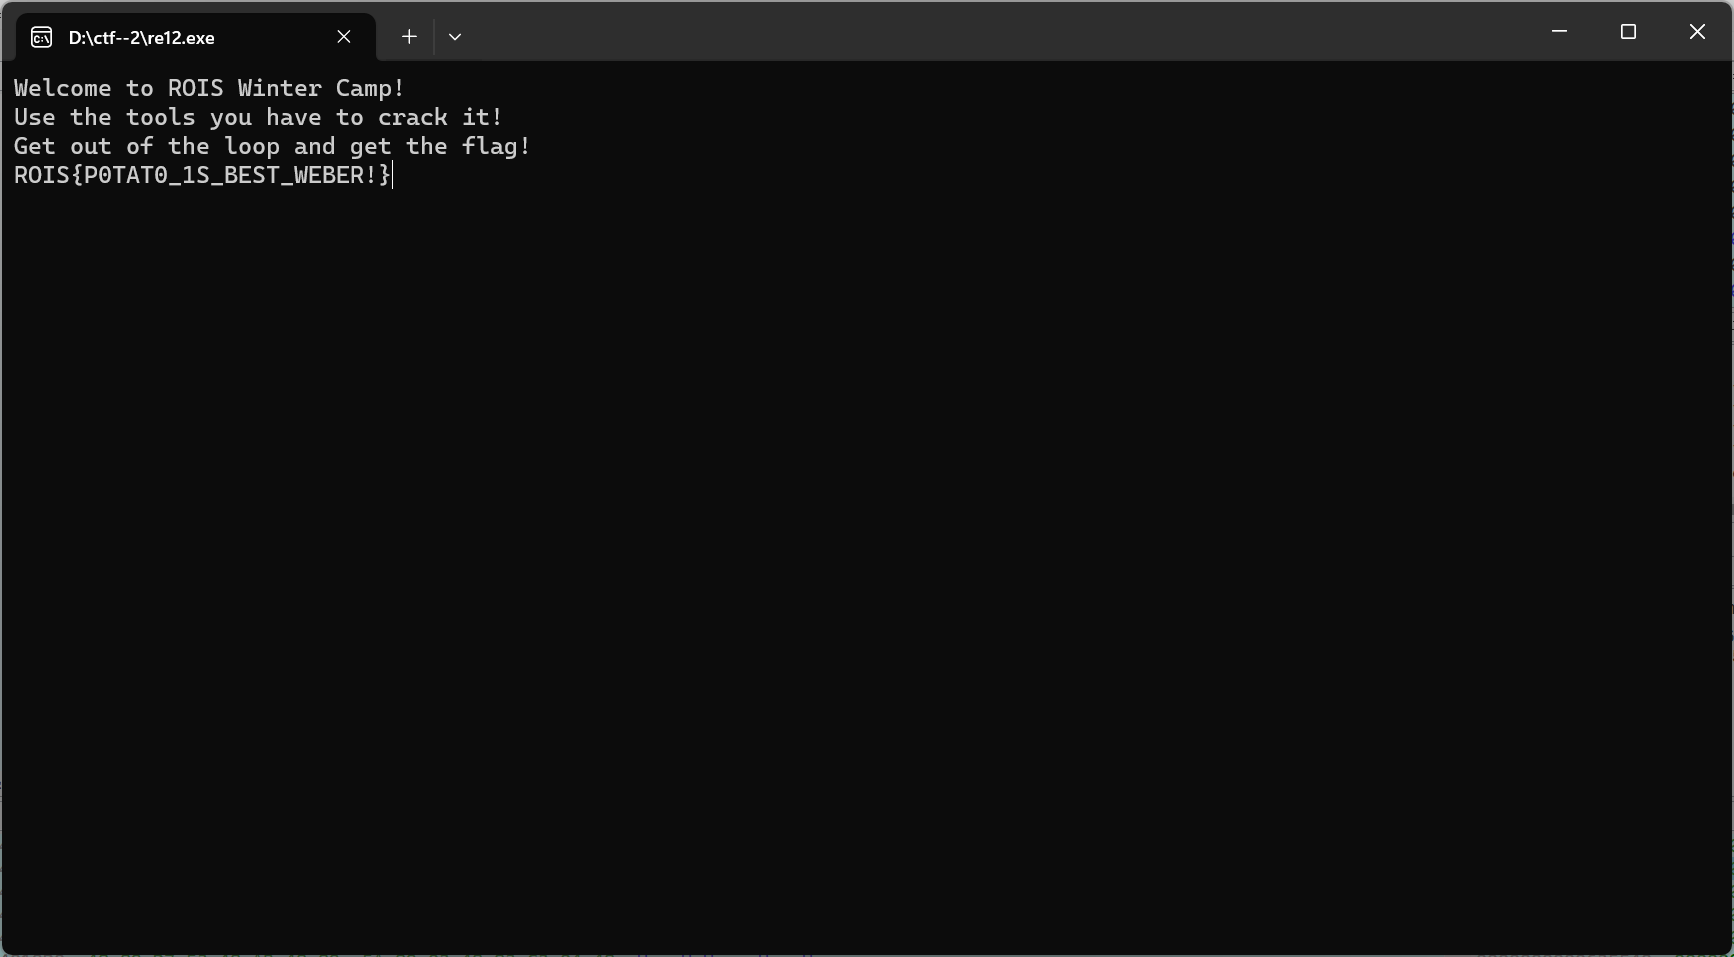 D:\ctf--2\re12.exe
Welcome to ROIS Winter Camp!
Use the tools you have to crack it!
Get out of the loop and get the flag!
ROIS{P0TAT0_1S_BEST_WEBER!}